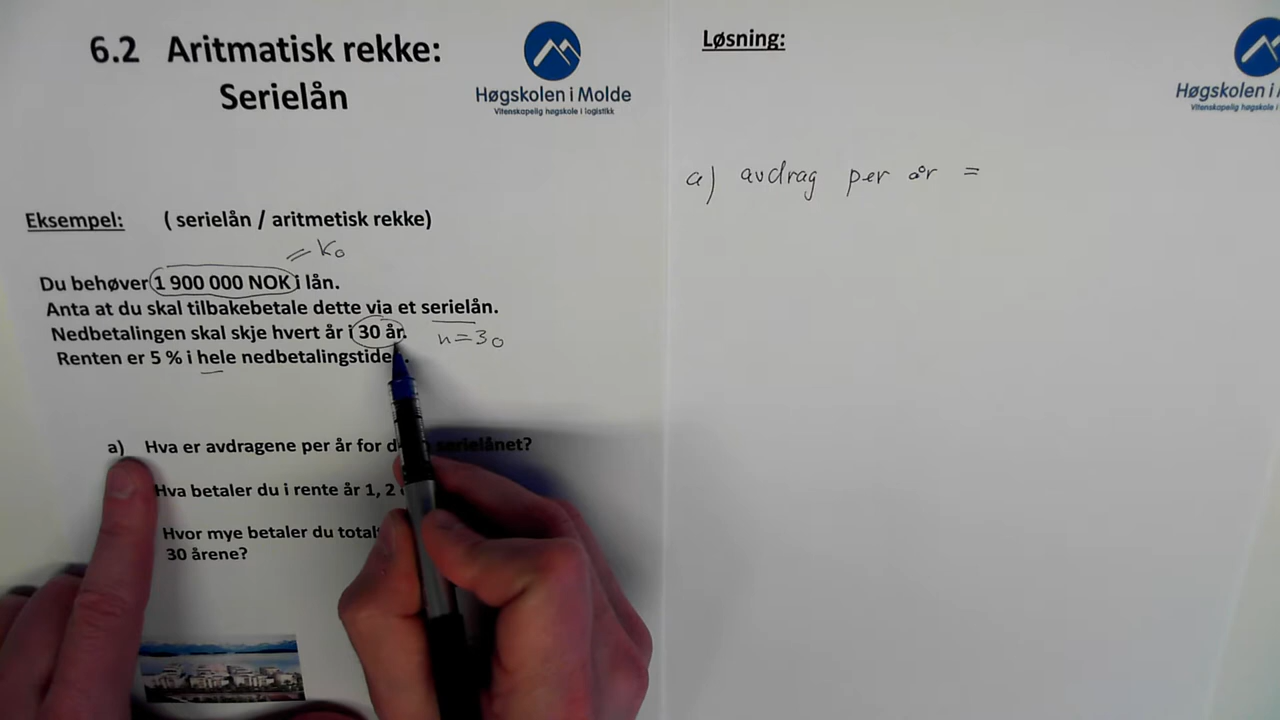 6.2 Aritmatisk rekke:
Serielån
Høgskolen i Molde
Vitenskapelig høgskole i logistikk
Eksempel: ( serielån / aritmetisk rekke)
= K₀
Du behøver 1 900 000 NOK i lån.
Anta at du skal tilbakebetale dette via et serielån.
Nedbetalingen skal skje hvert år i 30 år. n=30
Renten er 5 % i hele nedbetalingstide
a) Hva er avdragene per år for d serielånet?
Hva betaler du i rente år 1, 2
Hvor mye betaler du total
30 årene?
Løsning:
Høgskolen i
Vitenskapelig høgskole i
a) avdrag per år =